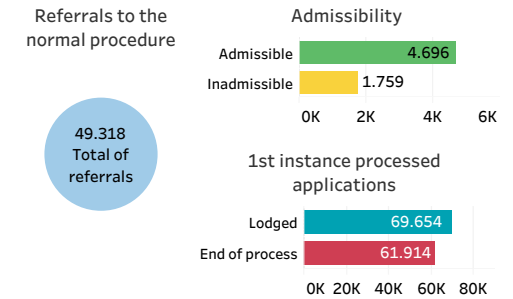 Referrals to the
normal procedure
49.318
Total of
referrals
Admissibility
Admissible 4.696
Inadmissible 1.759
0K 2K 4K 6K
1st instance processed
applications
Lodged 69.654
End of process 61.914
0K 20K 40K 60K 80K